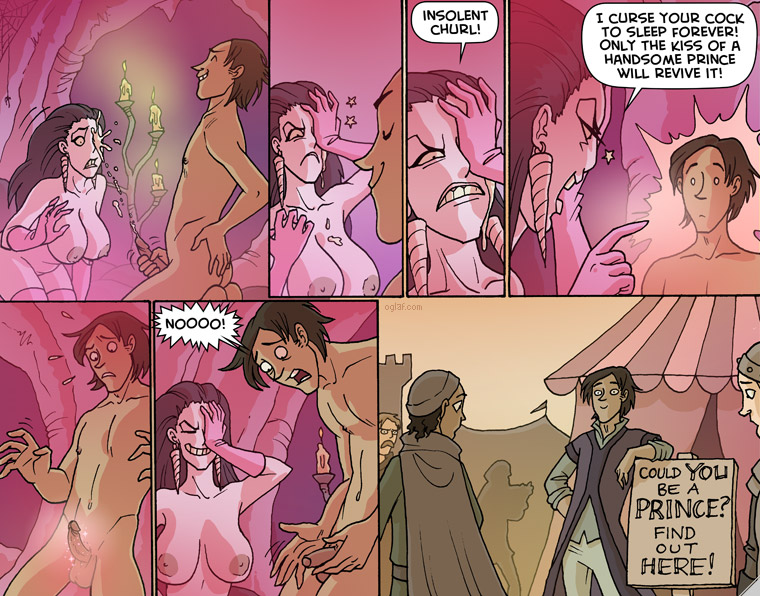 INSOLENT
CHURL!
I CURSE YOUR COCK
TO SLEEP FOREVER!
ONLY THE KISS OF A
HANDSOME PRINCE
WILL REVIVE IT!
NOOOO!
oglaf.com
COULD YOU
BE A
PRINCE?
FIND
OUT
HERE!